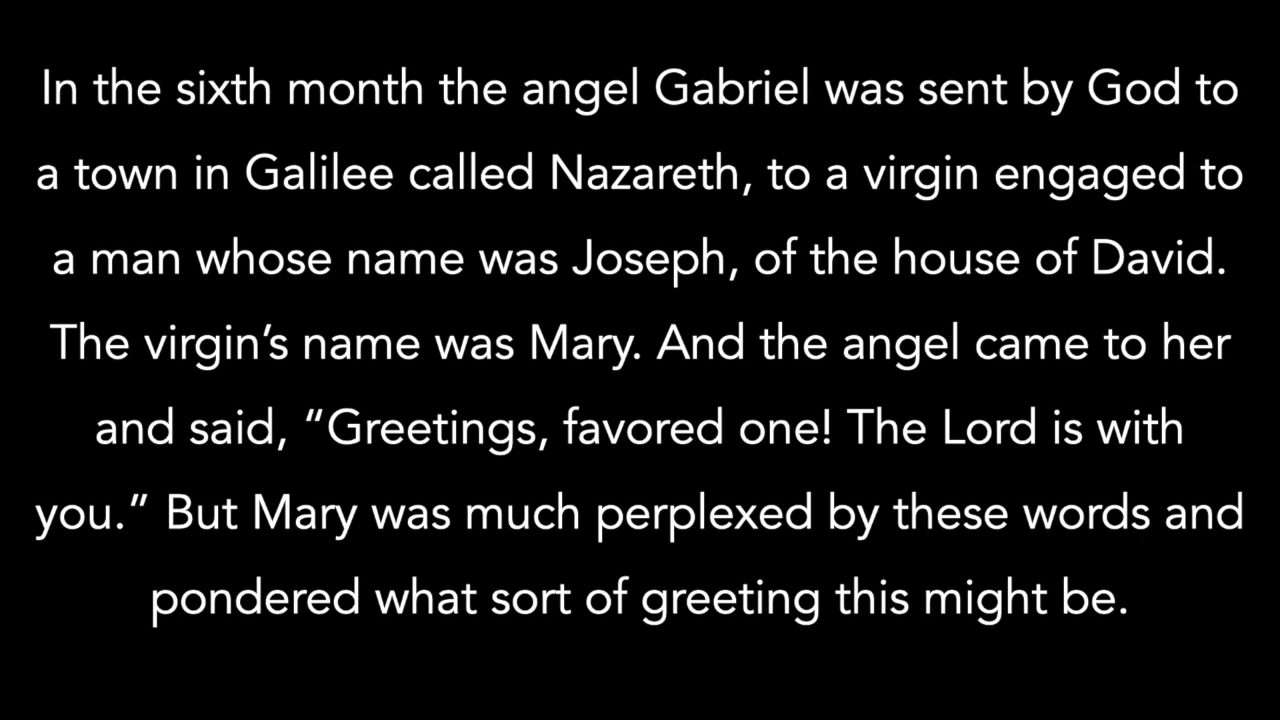 In the sixth month the angel Gabriel was sent by God to
a town in Galilee called Nazareth, to a virgin engaged to
a man whose name was Joseph, of the house of David.
The virgin’s name was Mary. And the angel came to her
and said, “Greetings, favored one! The Lord is with
you.” But Mary was much perplexed by these words and
pondered what sort of greeting this might be.